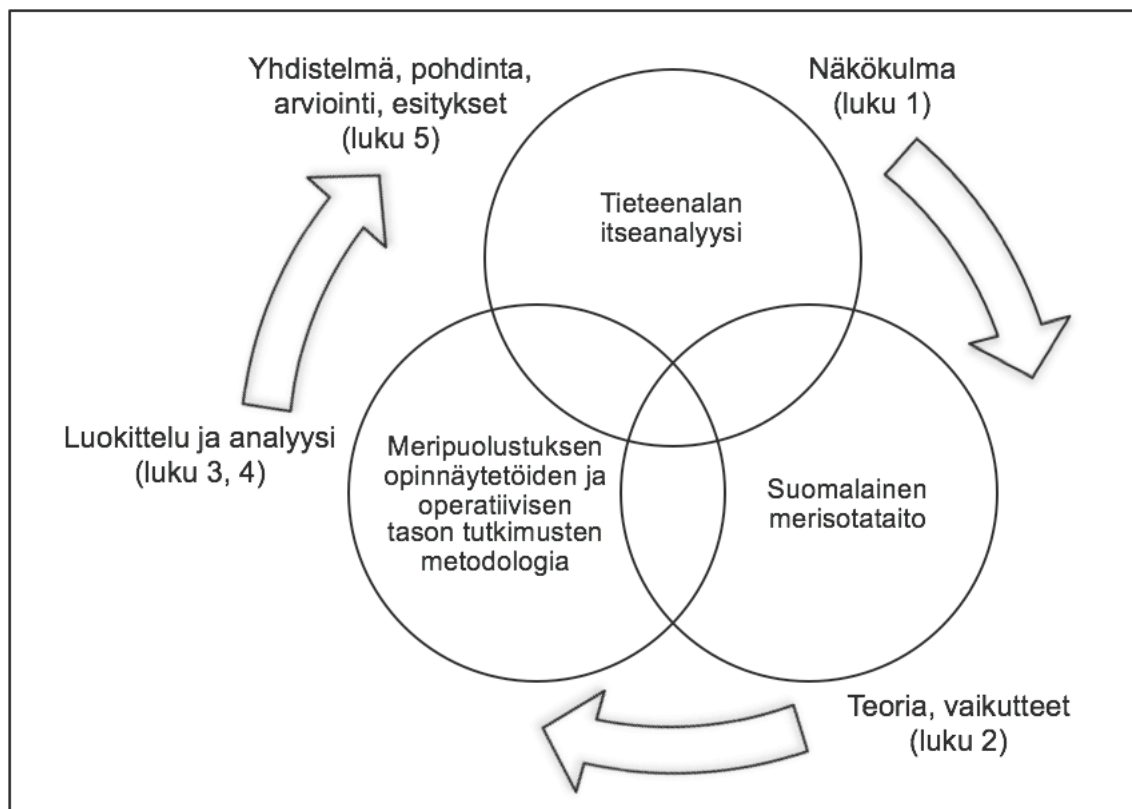 Yhdistelmä, pohdinta,
arviointi, esitykset
(luku 5)
Näkökulma
(luku 1)
Tieteenalan
itseanalyysi
Luokittelu ja analyysi
(luku 3, 4)
Meripuolustuksen
opinnäytetöiden ja
operatiivisen
tason tutkimusten
metodologia
Suomalainen
merisotataito
Teoria, vaikutteet
(luku 2)